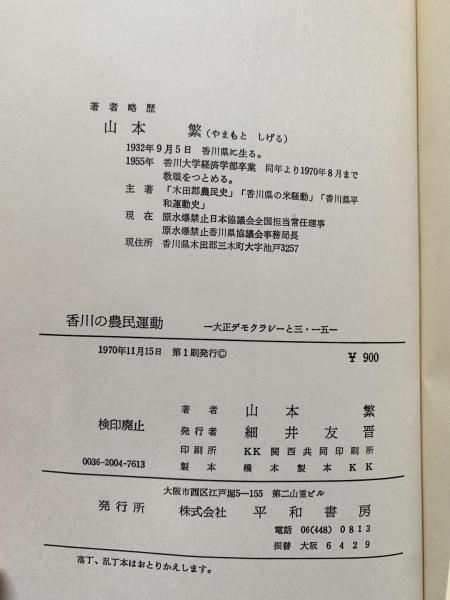 著者略歴
山本 繁(やまもと しげる)
1932年9月5日 香川県に生る。
1955年 香川大学経済学部卒業 同年より1970年8月まで
教職をつとめる。
主著 「木田郡農民史」「香川県の米騒動」「香川県平
和運動史」
現在 原水爆禁止日本協議会全国担当常任理事
原水爆禁止香川県協議会事務局長
現住所 香川県木田郡三木町大字池戸3257
香川の農民運動 ―大正デモクラシーと三・一五―
1970年11月15日 第1刷発行© ¥ 900
検印廃止
0036-2004-7613
著者 山本 繁
発行者 細井友晋
印刷所 KK関西共同印刷所
製本 橋本製本KK
大阪市西区江戸堀5―155 第二山重ビル
発行所 株式会社 平和書房
電話 06(448)0813
振替 大阪 6429
落丁、乱丁本はおとりかえします。